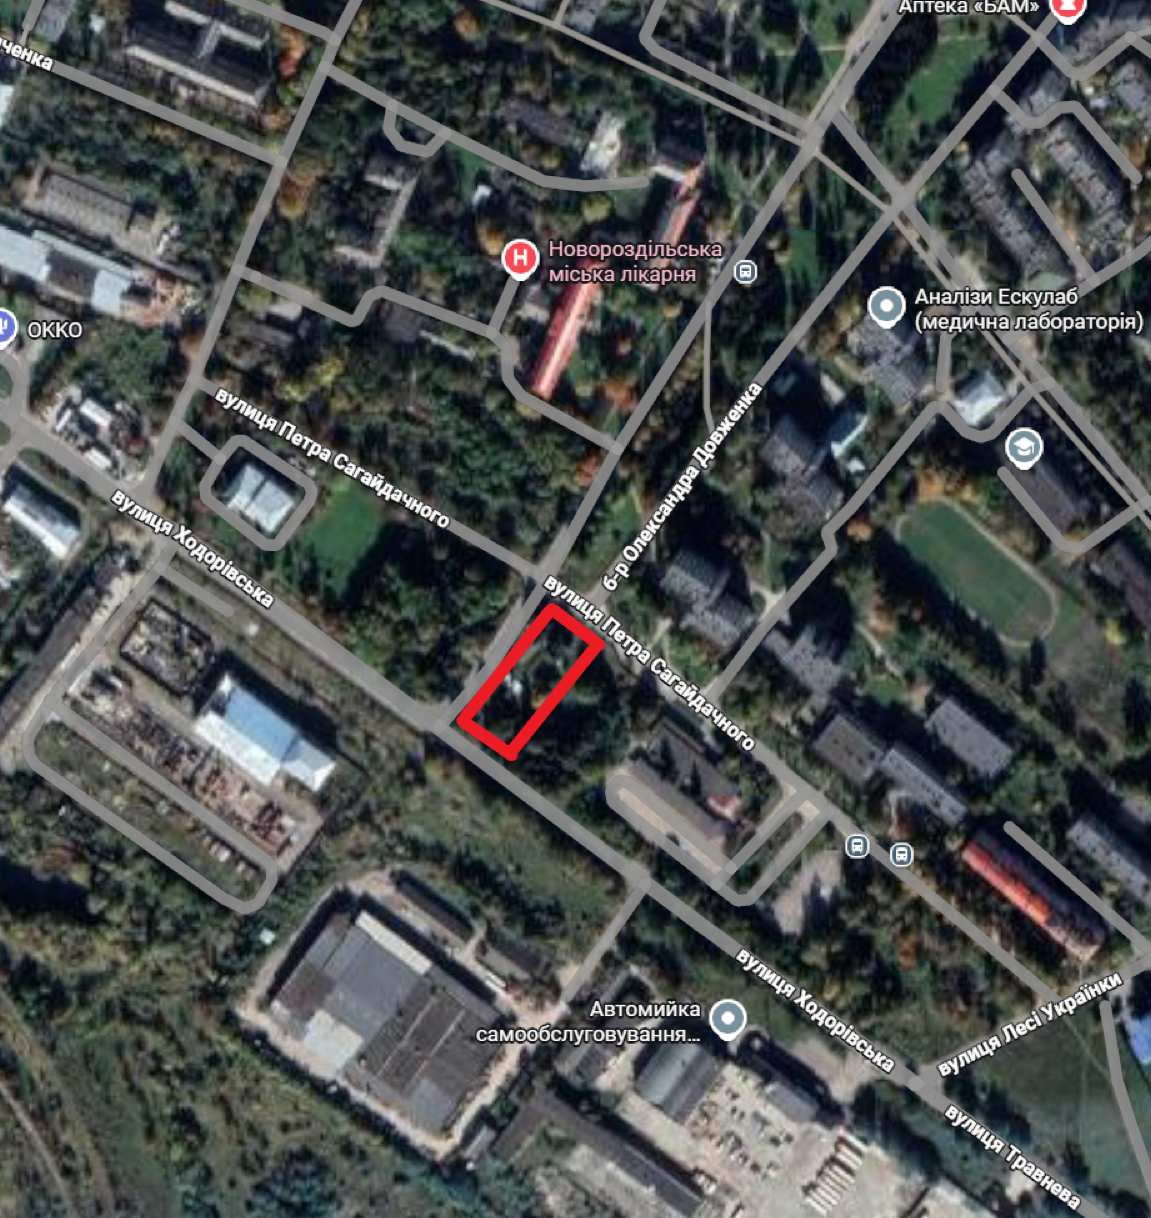 Аптека «БАМ»
ченка
H
Новороздільська
міська лікарня
Аналізи Ескулаб
(медична лабораторія)
ОККО
вулиця Петра Сагайдачного
б-р Олександра Довженка
вулиця Ходорівська
вулиця Петра Сагайдачного
вулиця Ходорівська
Автомийка
самообслуговування...
вулиця Лесі Українки
вулиця Травнева